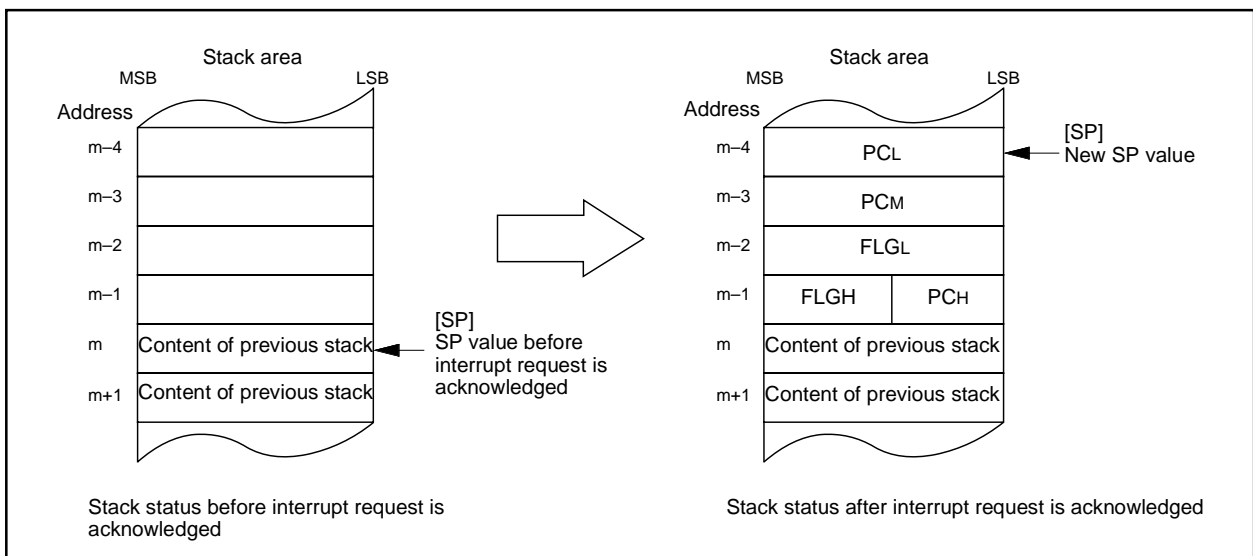 Stack area
MSB
LSB
Address
m–4
m–3
m–2
m–1
m
Content of previous stack
m+1
Content of previous stack
[SP]
SP value before
interrupt request is
acknowledged
Stack status before interrupt request is
acknowledged
Stack area
MSB
LSB
Address
m–4
PCL
[SP]
New SP value
m–3
PCM
m–2
FLGL
m–1
FLGH
PCH
m
Content of previous stack
m+1
Content of previous stack
Stack status after interrupt request is acknowledged